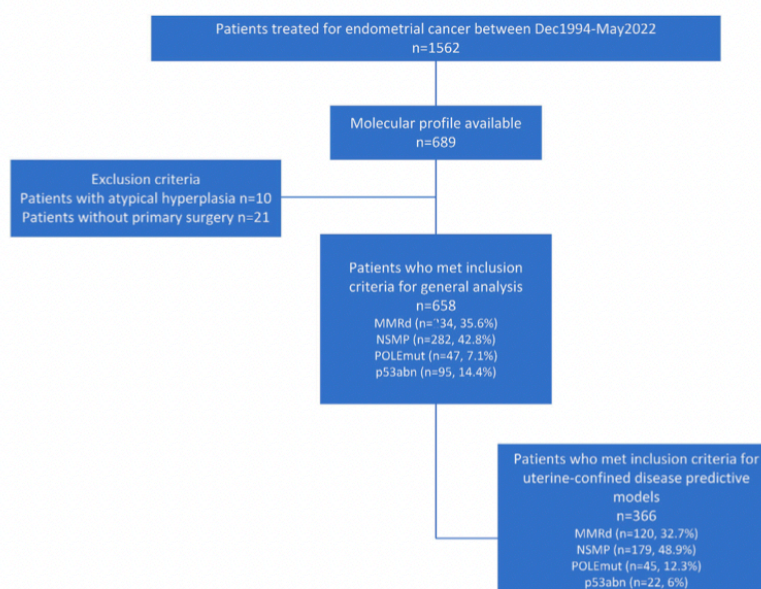 Patients treated for endometrial cancer between Dec1994-May2022
n=1562
Molecular profile available
n=689
Exclusion criteria
Patients with atypical hyperplasia n=10
Patients without primary surgery n=21
Patients who met inclusion
criteria for general analysis
n=658
MMRd 35.6%)
NSMP (n=282, 42.8%)
POLEmut (n=47, 7.1%)
p53abn (n=95, 14.4%)
Patients who met inclusion criteria for
uterine-confined disease predictive
models
n=366
MMRd (n=120, 32.7%)
NSMP (n=179, 48.9%)
POLEmut (n=45, 12.3%)
p53abn (n=22, 6%)